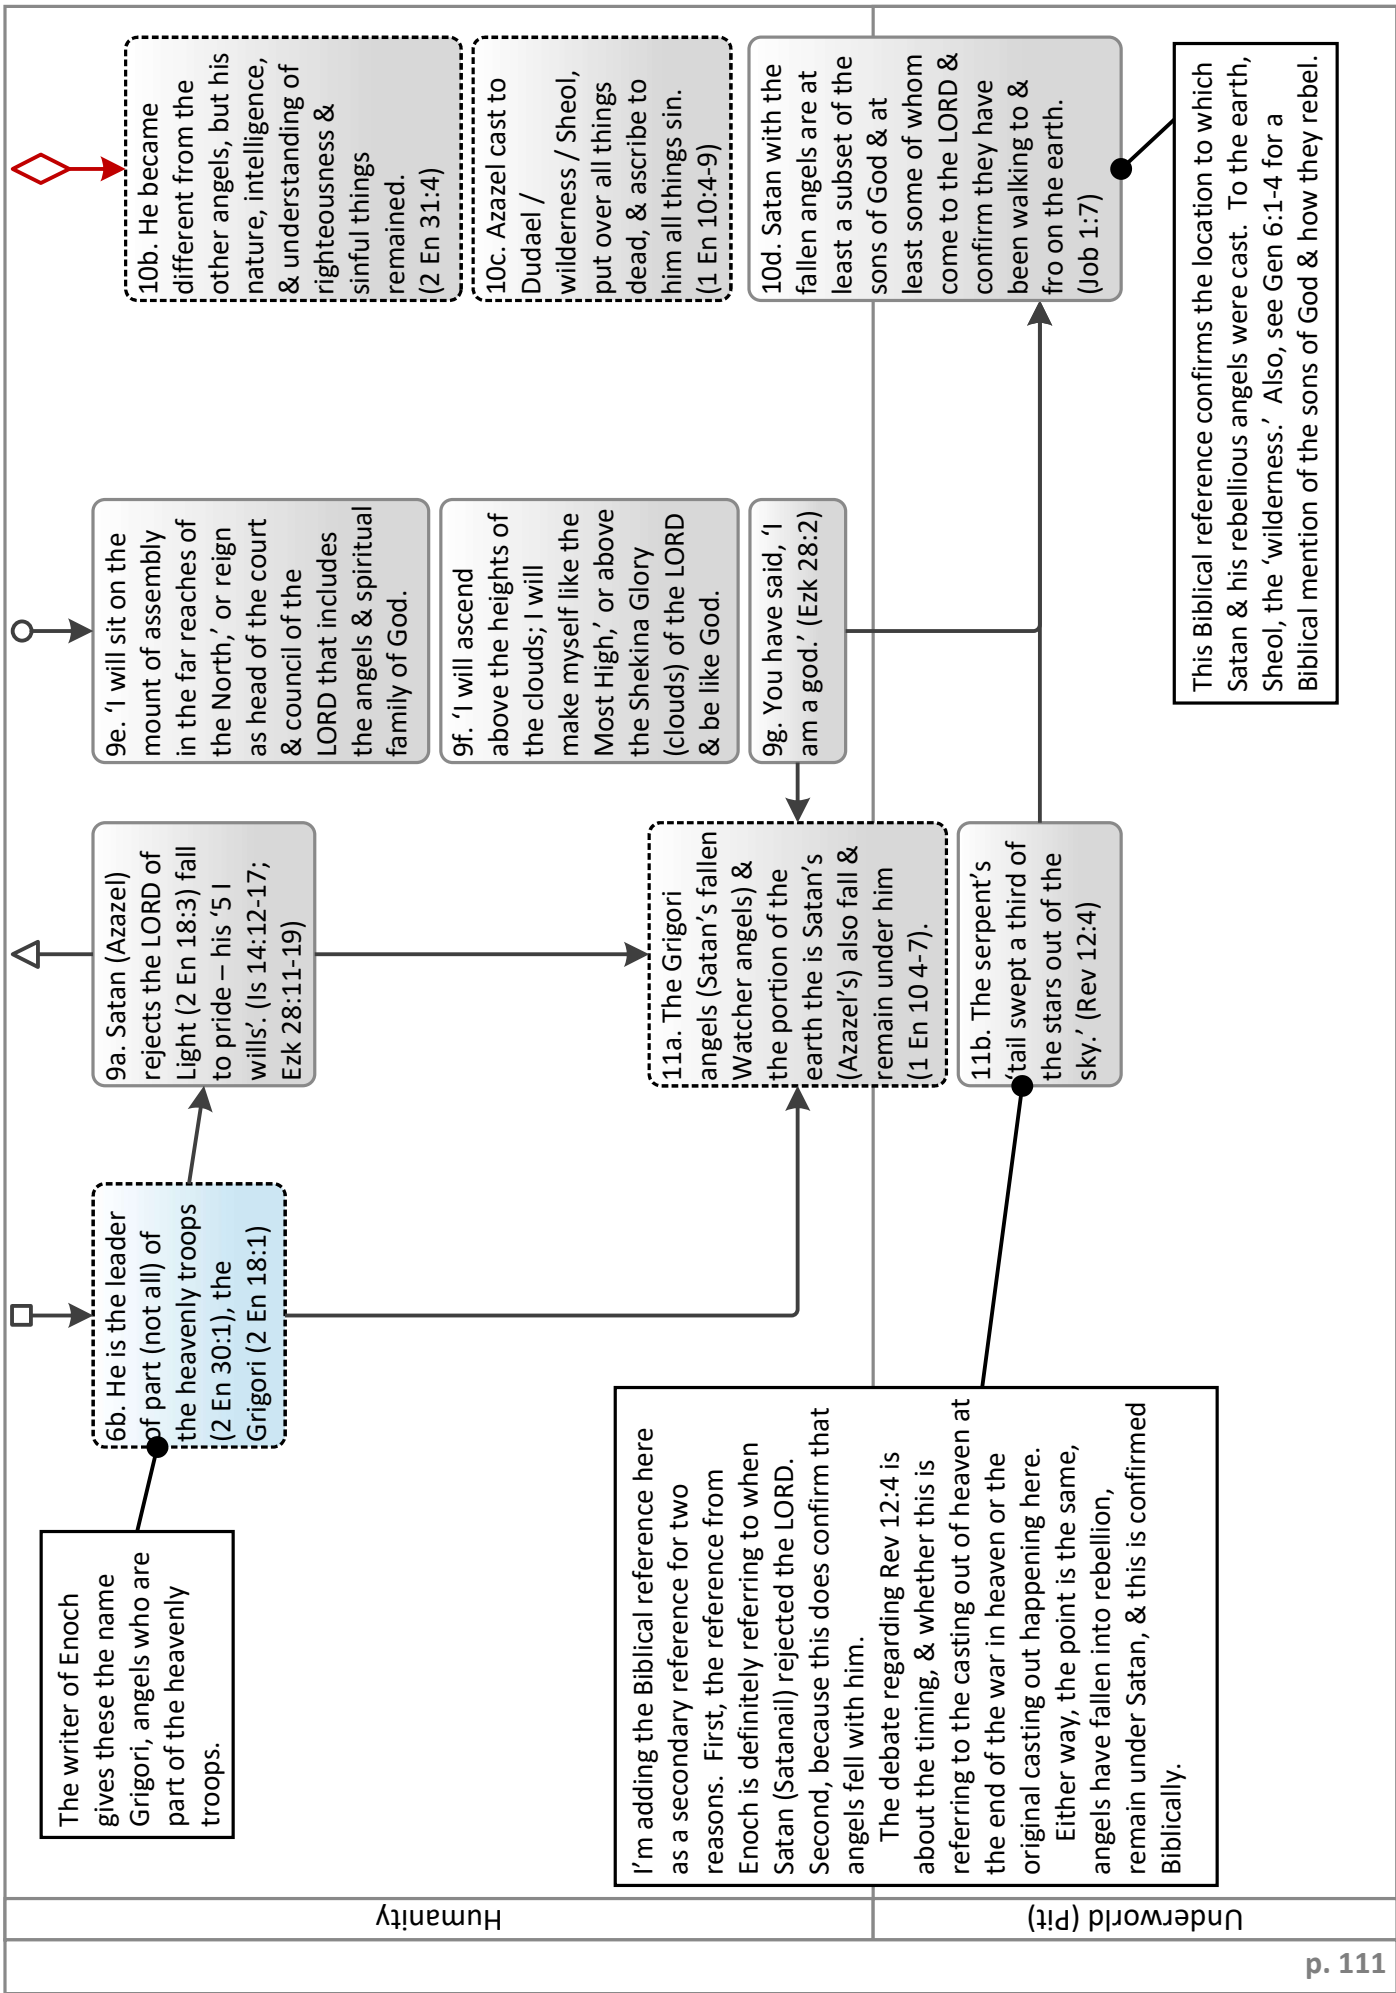 The writer of Enoch
gives these the name
Grigori, angels who are
part of the heavenly
troops.
6b. He is the leader
of part (not all) of
the heavenly troops
(2 En 30:1), the
Grigori (2 En 18:1)
9a. Satan (Azazel)
rejects the LORD of
Light (2 En 18:3) fall
to pride – his ‘5 I
wills’. (Is 14:12-17;
Ezk 28:11-19)
9e. ‘I will sit on the
mount of assembly
in the far reaches of
the North,’ or reign
as head of the court
& council of the
LORD that includes
the angels & spiritual
family of God.
10b. He became
different from the
other angels, but his
nature, intelligence,
& understanding of
righteousness &
sinful things
remained.
(2 En 31:4)
9f. ‘I will ascend
above the heights of
the clouds; I will
make myself like the
Most High,’ or above
the Shekina Glory
(clouds) of the LORD
& be like God.
10c. Azazel cast to
Dudael /
wilderness / Sheol,
put over all things
dead, & ascribe to
him all things sin.
(1 En 10:4-9)
9g. You have said, ‘I
am a god.’ (Ezk 28:2)
10d. Satan with the
fallen angels are at
least a subset of the
sons of God & at
least some of whom
come to the LORD &
confirm they have
been walking to &
fro on the earth.
(Job 1:7)
11a. The Grigori
angels (Satan’s fallen
Watcher angels) &
the portion of the
earth the is Satan’s
(Azazel’s) also fall &
remain under him
(1 En 10 4-7).
11b. The serpent’s
‘tail swept a third of
the stars out of the
sky.’ (Rev 12:4)
I’m adding the Biblical reference here
as a secondary reference for two
reasons.  First, the reference from
Enoch is definitely referring to when
Satan (Satanail) rejected the LORD.
Second, because this does confirm that
angels fell with him.
The debate regarding Rev 12:4 is
about the timing, & whether this is
referring to the casting out of heaven at
the end of the war in heaven or the
original casting out happening here.
Either way, the point is the same,
angels have fallen into rebellion,
remain under Satan, & this is confirmed
Biblically.
This Biblical reference confirms the location to which
Satan & his rebellious angels were cast.  To the earth,
Sheol, the ‘wilderness.’  Also, see Gen 6:1-4 for a
Biblical mention of the sons of God & how they rebel.
Humanity
Underworld (Pit)
p. 111